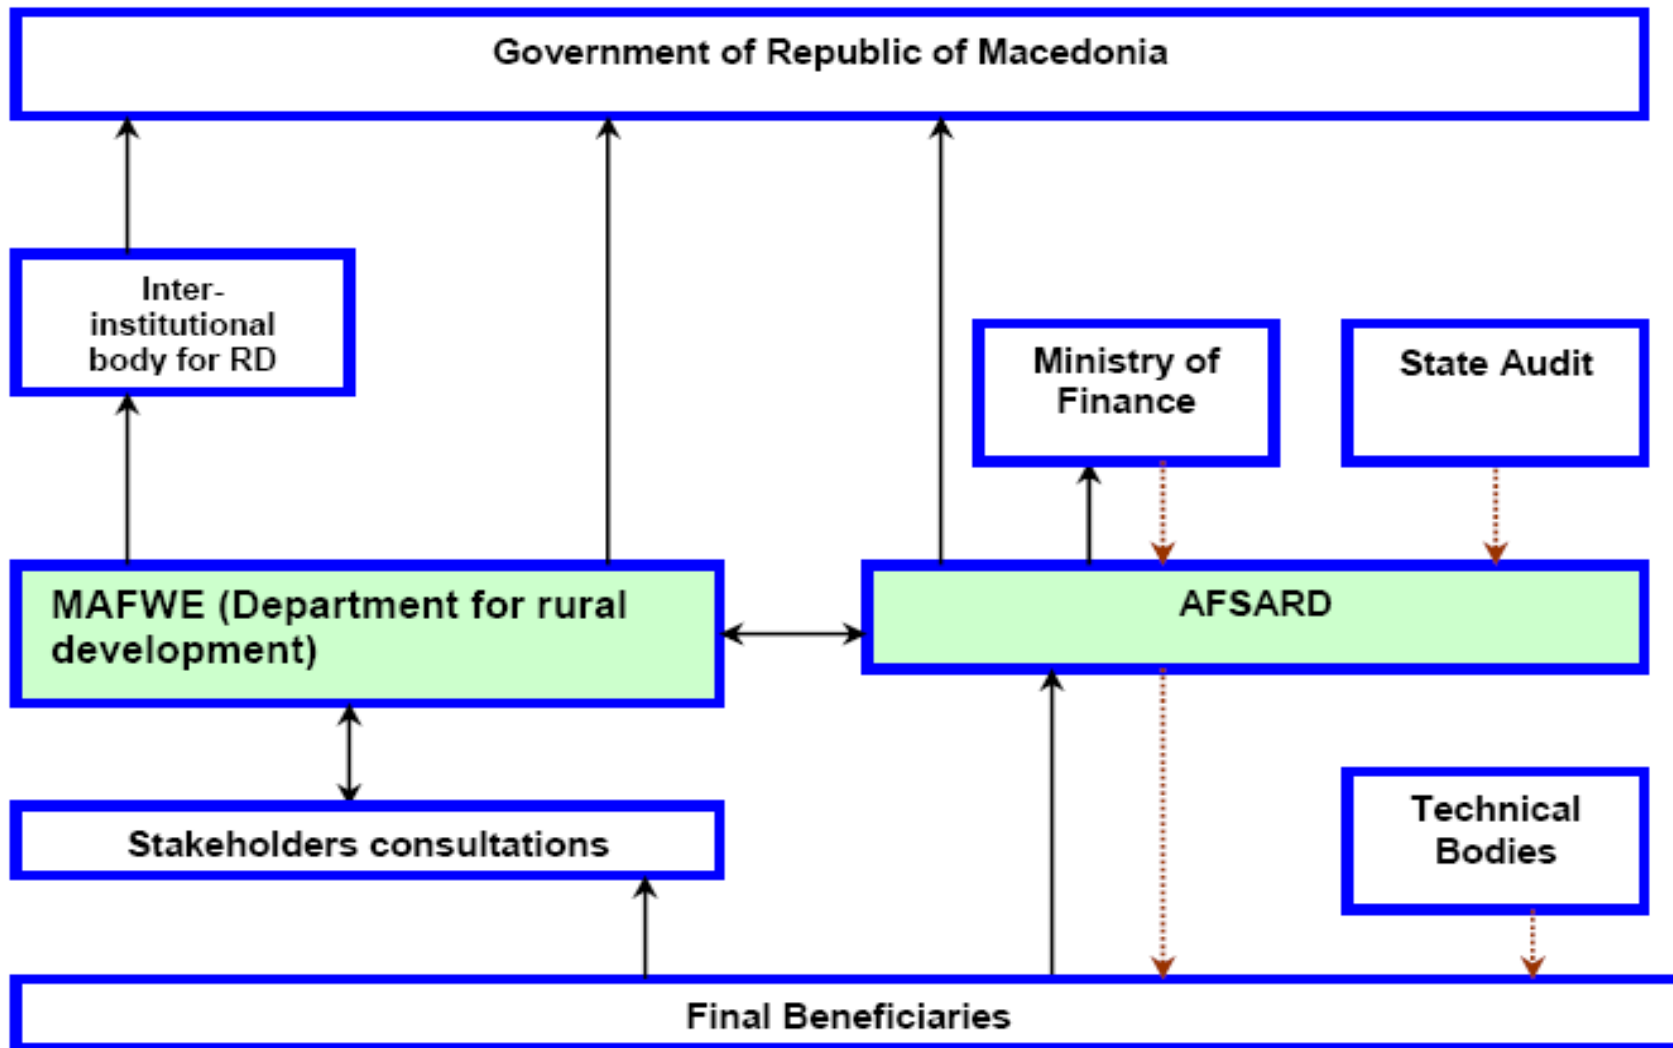 Government of Republic of Macedonia
Inter-
institutional
body for RD
Ministry of
Finance
State Audit
MAFWE (Department for rural
development)
AFSARD
Stakeholders consultations
Technical
Bodies
Final Beneficiaries